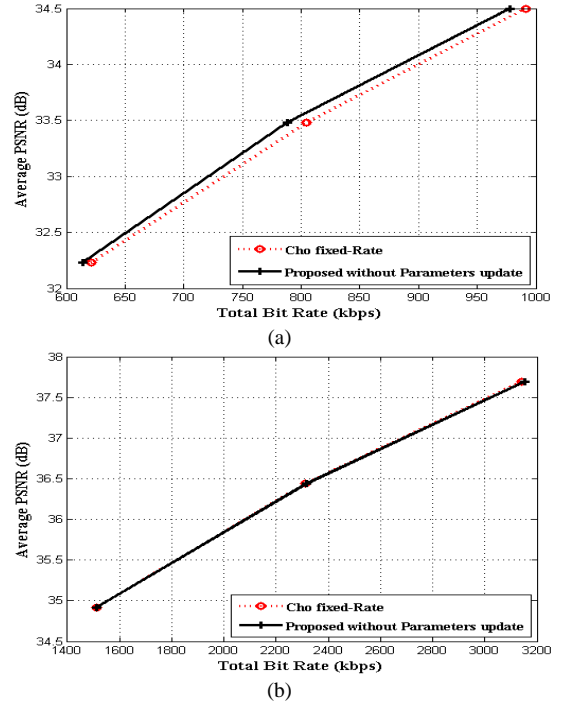 34.5
34
33.5
33
32.5
32
Average PSNR (dB)
Cho fixed-Rate
Proposed without Parameters update
600 650 700 750 800 850 900 950 1000
Total Bit Rate (kbps)
(a)
38
37.5
37
36.5
36
35.5
35
34.5
Average PSNR (dB)
Cho fixed-Rate
Proposed without Parameters update
1400 1600 1800 2000 2200 2400 2600 2800 3000 3200
Total Bit Rate (kbps)
(b)